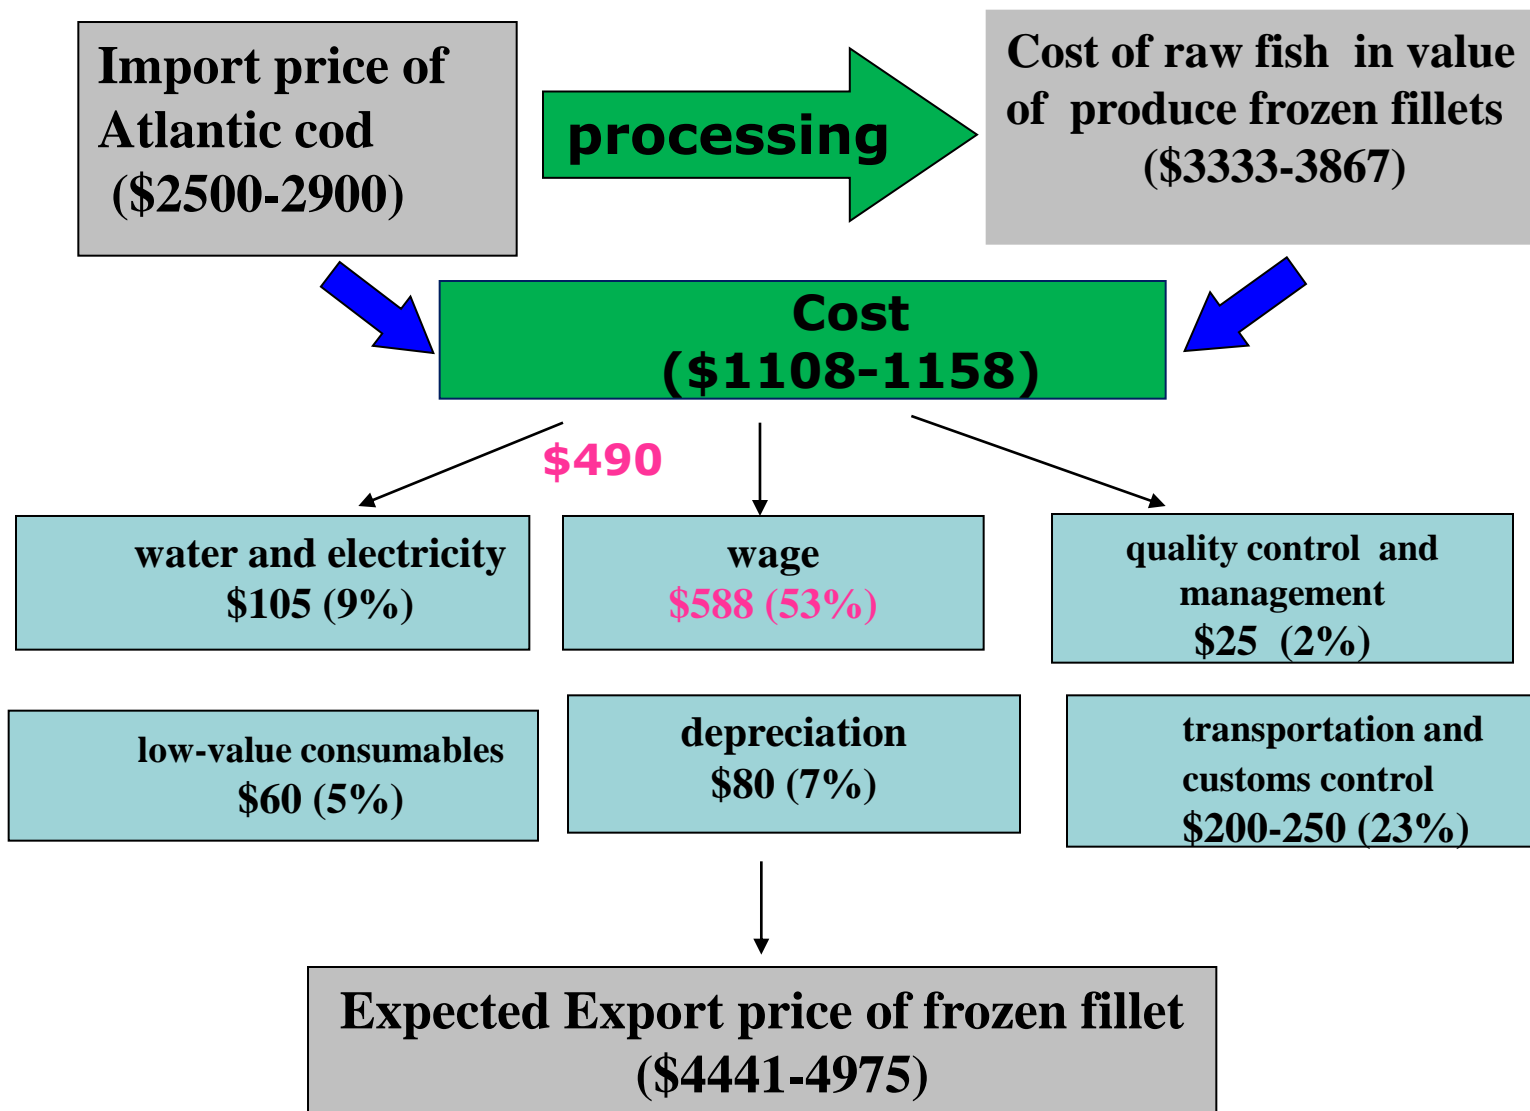 Import price of
Atlantic cod
($2500-2900)
processing
Cost of raw fish in value
of produce frozen fillets
($3333-3867)
Cost
($1108-1158)
$490
water and electricity
$105 (9%)
wage
$588 (53%)
quality control and
management
$25 (2%)
low-value consumables
$60 (5%)
depreciation
$80 (7%)
transportation and
customs control
$200-250 (23%)
Expected Export price of frozen fillet
($4441-4975)